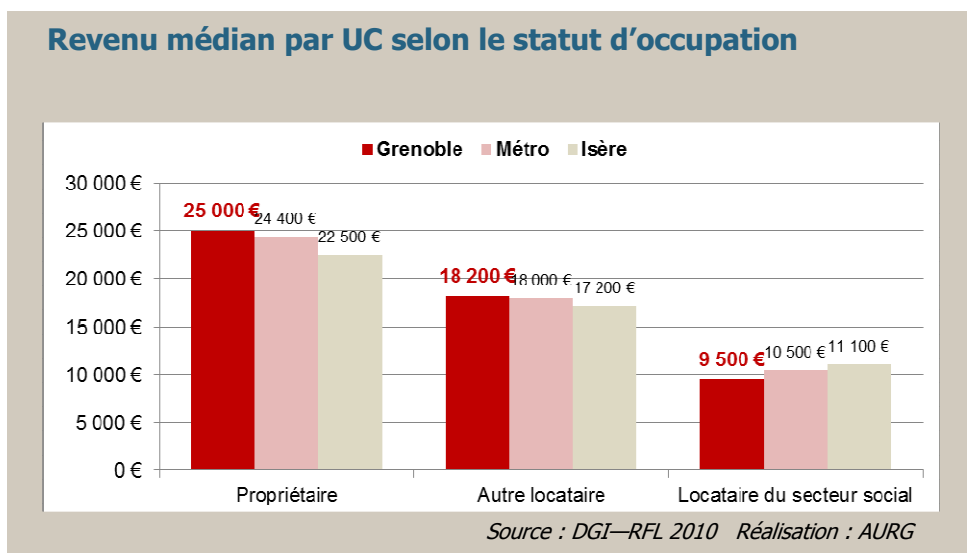 Revenu médian par UC selon le statut d’occupation
Grenoble Métro Isère
30 000 €
25 000 €
20 000 €
15 000 €
10 000 €
5 000 €
0 €
25 000 € 24 400 € 22 500 €
18 200 € 18 000 € 17 200 €
9 500 € 10 500 € 11 100 €
Propriétaire Autre locataire Locataire du secteur social
Source : DGI—RFL 2010 Réalisation : AURG